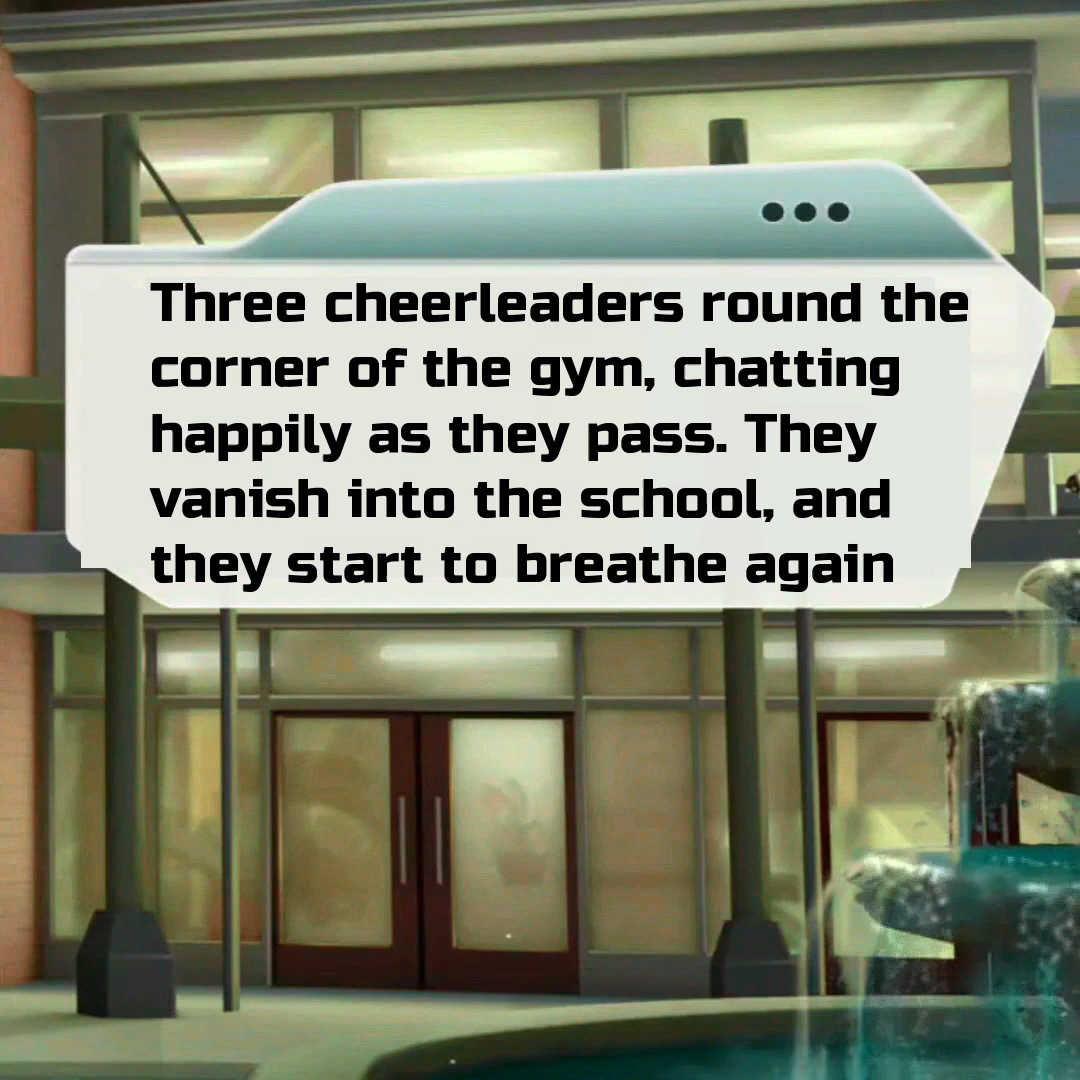 Three cheerleaders round the
corner of the gym, chatting
happily as they pass. They
vanish into the school, and
they start to breathe again